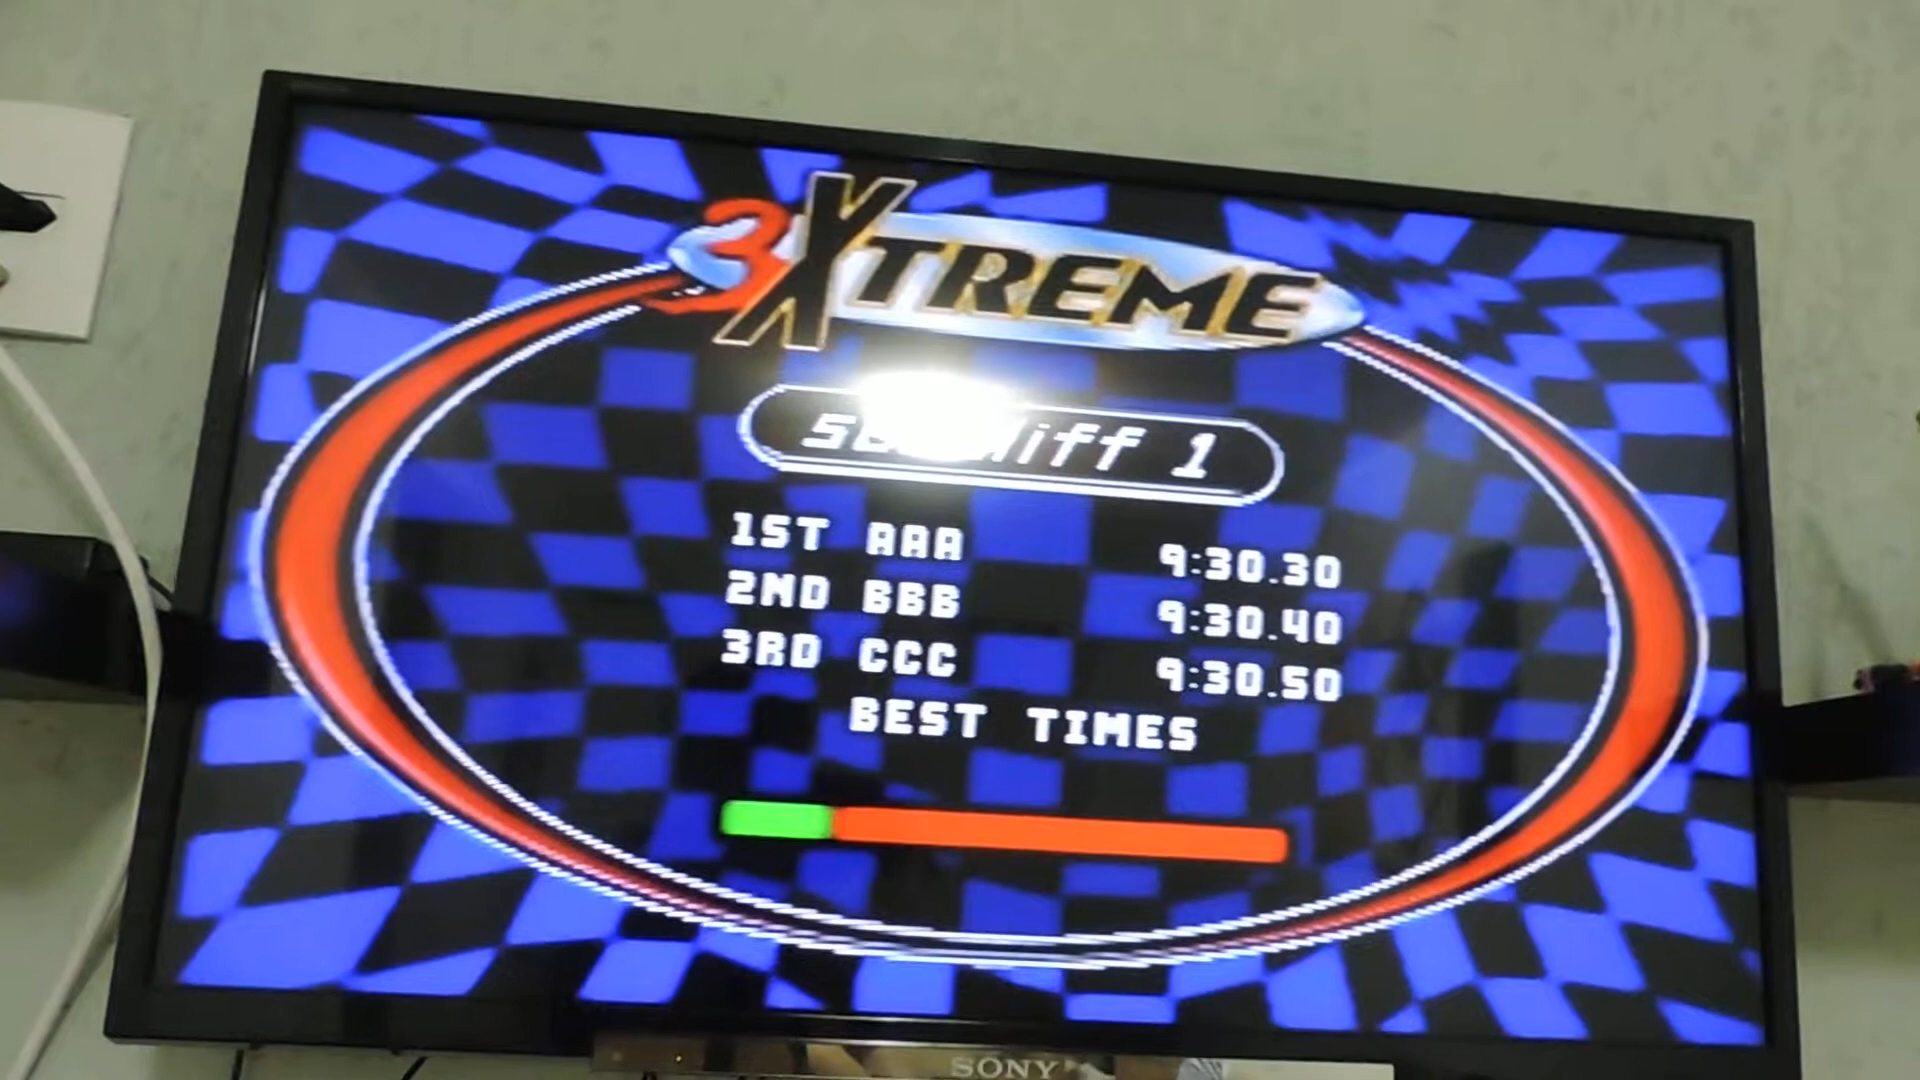 3XTREME
1
1ST AAA 9:30.30
2ND BBB 9:30.40
3RD CCC 9:30.50
BEST TIMES
SONY